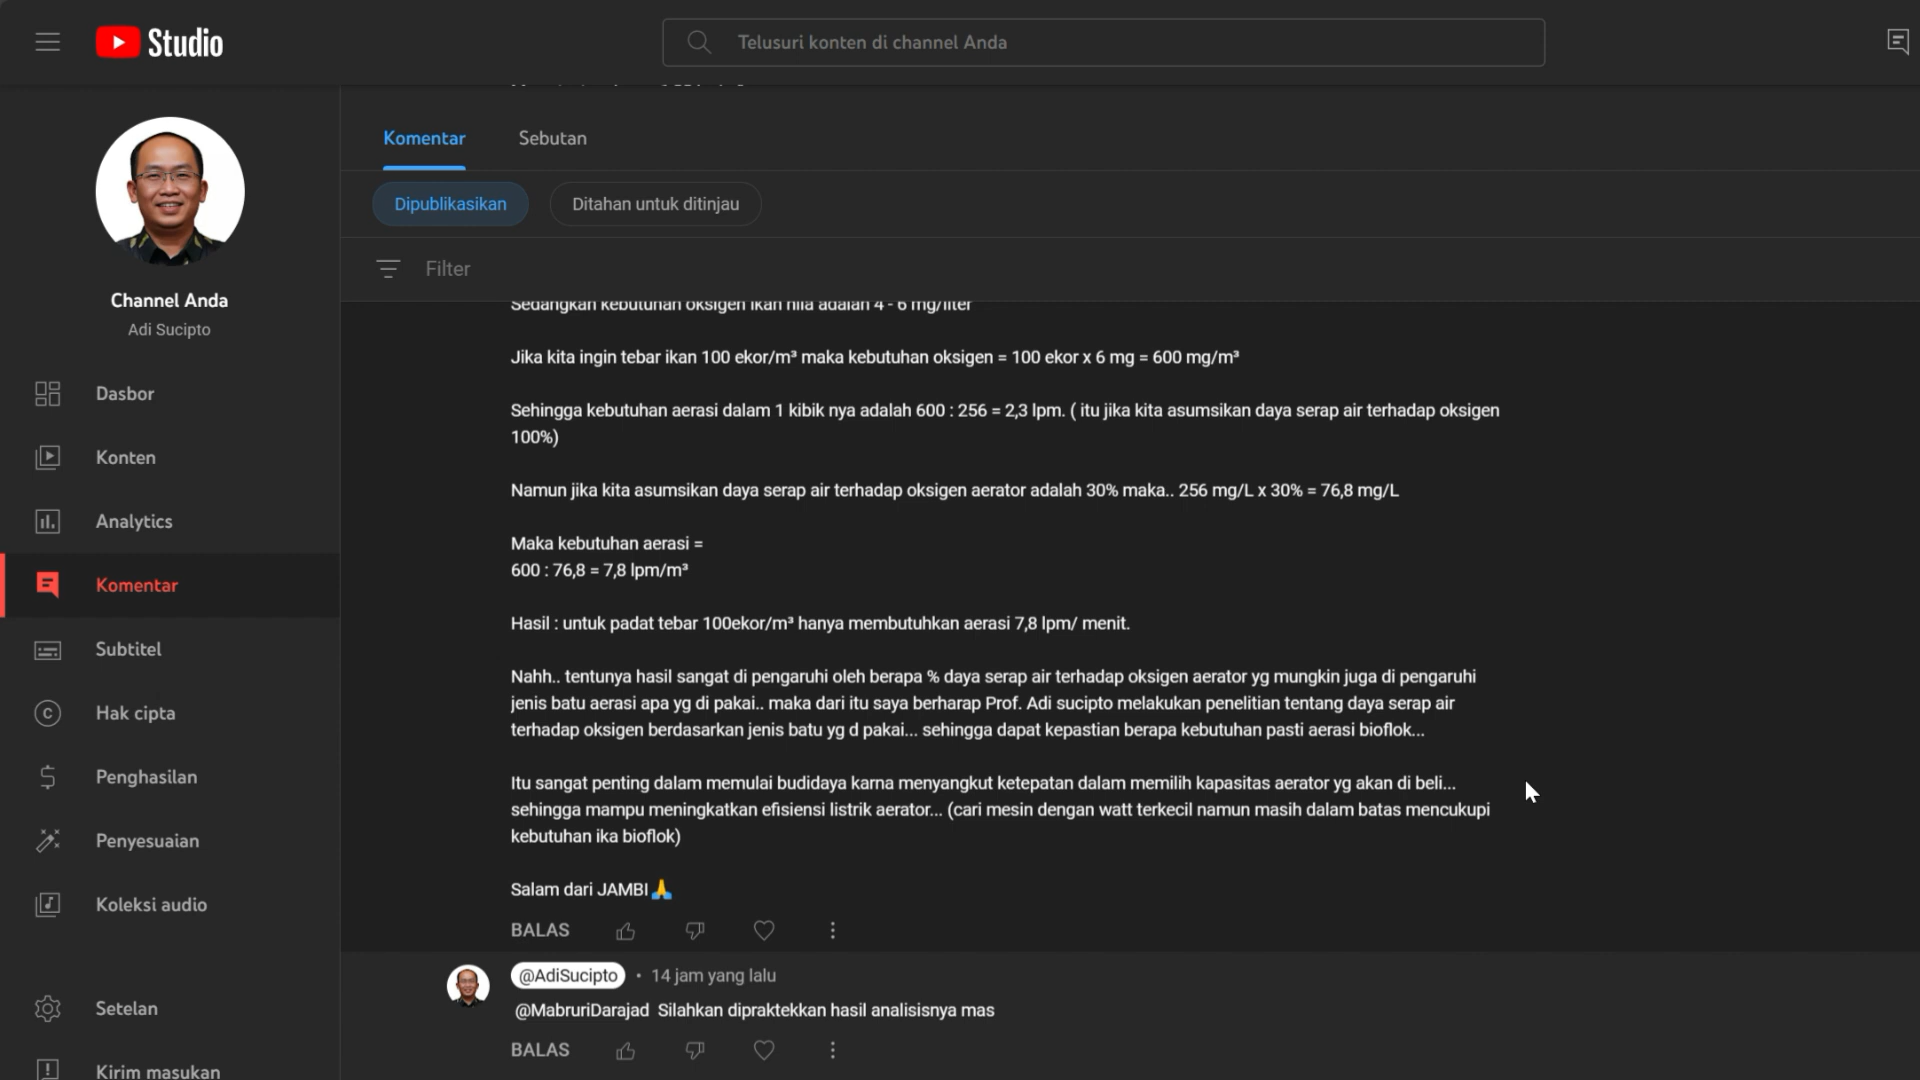 Studio
Telusuri konten di channel Anda
Channel Anda
Adi Sucipto
Dasbor
Konten
Analytics
Komentar
Subtitel
Hak cipta
Penghasilan
Penyesuaian
Koleksi audio
Setelan
Kirim masukan
Komentar
Sebutan
Dipublikasikan
Ditahan untuk ditinjau
Filter
Sedangkan kebutuhan oksigen ikan nila adalah 4 - 6 mg/liter
Jika kita ingin tebar ikan 100 ekor/m³ maka kebutuhan oksigen = 100 ekor x 6 mg = 600 mg/m³
Sehingga kebutuhan aerasi dalam 1 kibik nya adalah 600 : 256 = 2,3 lpm. ( itu jika kita asumsikan daya serap air terhadap oksigen
100%)
Namun jika kita asumsikan daya serap air terhadap oksigen aerator adalah 30% maka.. 256 mg/L x 30% = 76,8 mg/L
Maka kebutuhan aerasi =
600 : 76,8 = 7,8 lpm/m³
Hasil : untuk padat tebar 100ekor/m³ hanya membutuhkan aerasi 7,8 lpm/ menit.
Nahh.. tentunya hasil sangat di pengaruhi oleh berapa % daya serap air terhadap oksigen aerator yg mungkin juga di pengaruhi
jenis batu aerasi apa yg di pakai.. maka dari itu saya berharap Prof. Adi sucipto melakukan penelitian tentang daya serap air
terhadap oksigen berdasarkan jenis batu yg d pakai... sehingga dapat kepastian berapa kebutuhan pasti aerasi bioflok...
Itu sangat penting dalam memulai budidaya karna menyangkut ketepatan dalam memilih kapasitas aerator yg akan di beli...
sehingga mampu meningkatkan efisiensi listrik aerator... (cari mesin dengan watt terkecil namun masih dalam batas mencukupi
kebutuhan ika bioflok)
Salam dari JAMBI🙏
BALAS
@AdiSucipto • 14 jam yang lalu
@MabruriDarajad Silahkan dipraktekkan hasil analisisnya mas
BALAS